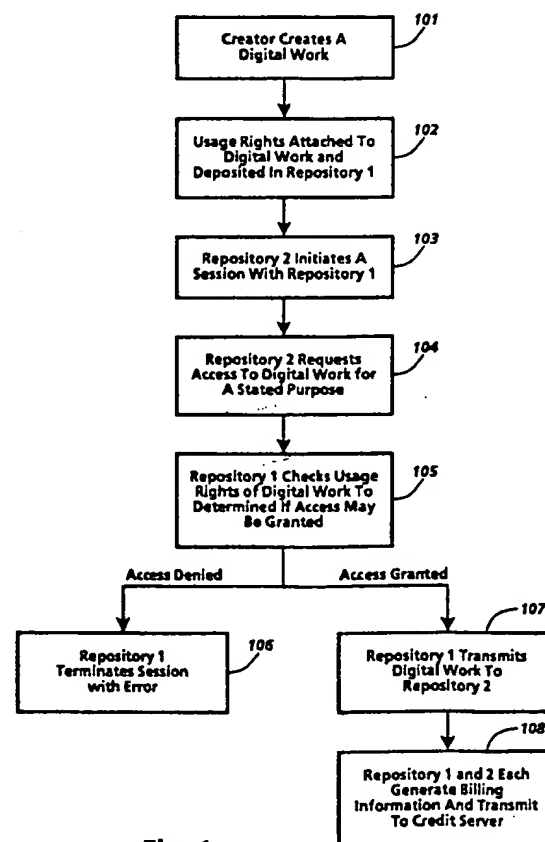 101
Creator Creates A
Digital Work
102
Usage Rights Attached To
Digital Work and
Deposited In Repository 1
103
Repository 2 Initiates A
Session With Repository 1
104
Repository 2 Requests
Access To Digital Work for
A Stated Purpose
105
Repository 1 Checks Usage
Rights of Digital Work To
Determined If Access May
Be Granted
Access Denied
Access Granted
106
Repository 1
Terminates Session
with Error
107
Repository 1 Transmits
Digital Work To
Repository 2
108
Repository 1 and 2 Each
Generate Billing
Information And Transmit
To Credit Server